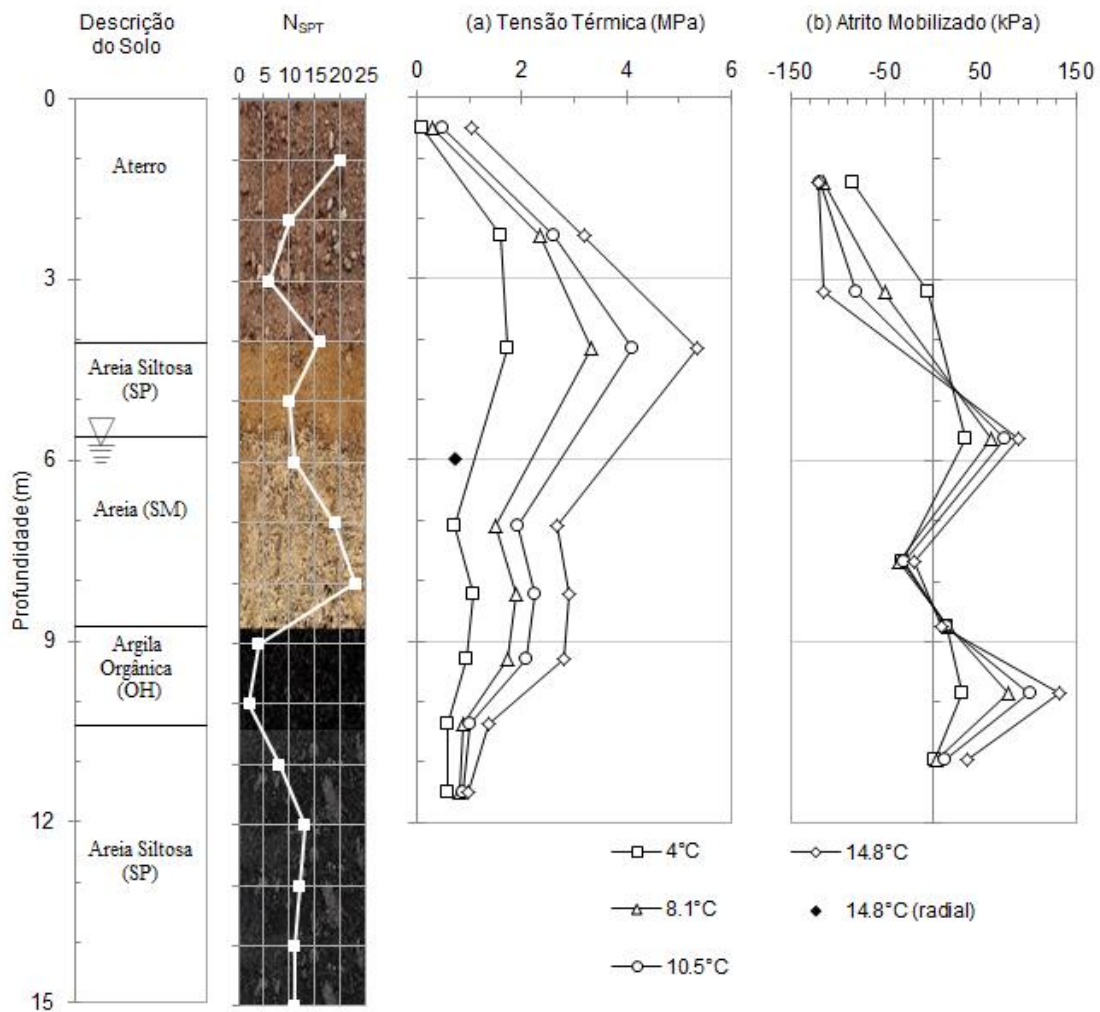 Descrição
do Solo
N_SPT
(a) Tensão Térmica (MPa)
(b) Atrito Mobilizado (kPa)
0 5 10 15 20 25
0 2 4 6
-150 -50 50 150
Profundidade (m)
0
3
6
9
12
15
Aterro
Areia Siltosa
(SP)
Areia (SM)
Argila
Orgânica
(OH)
Areia Siltosa
(SP)
4°C
8.1°C
10.5°C
14.8°C
14.8°C (radial)